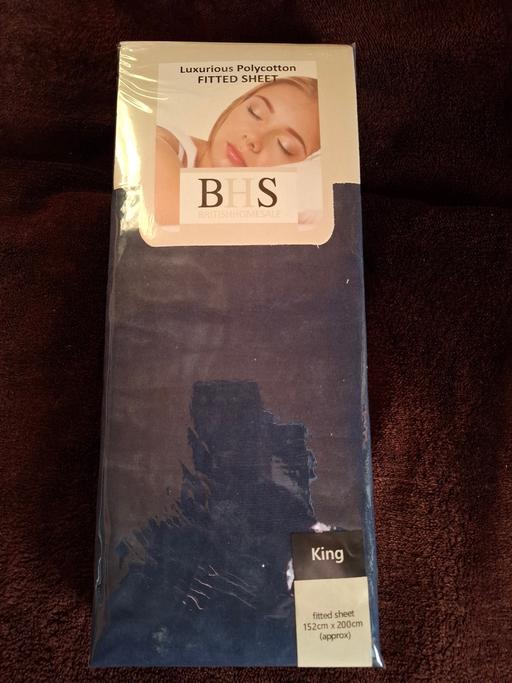 Luxurious Polycotton
FITTED SHEET
BHS
BRITISHHOMESALE
King
fitted sheet
152cm x 200cm
(approx)